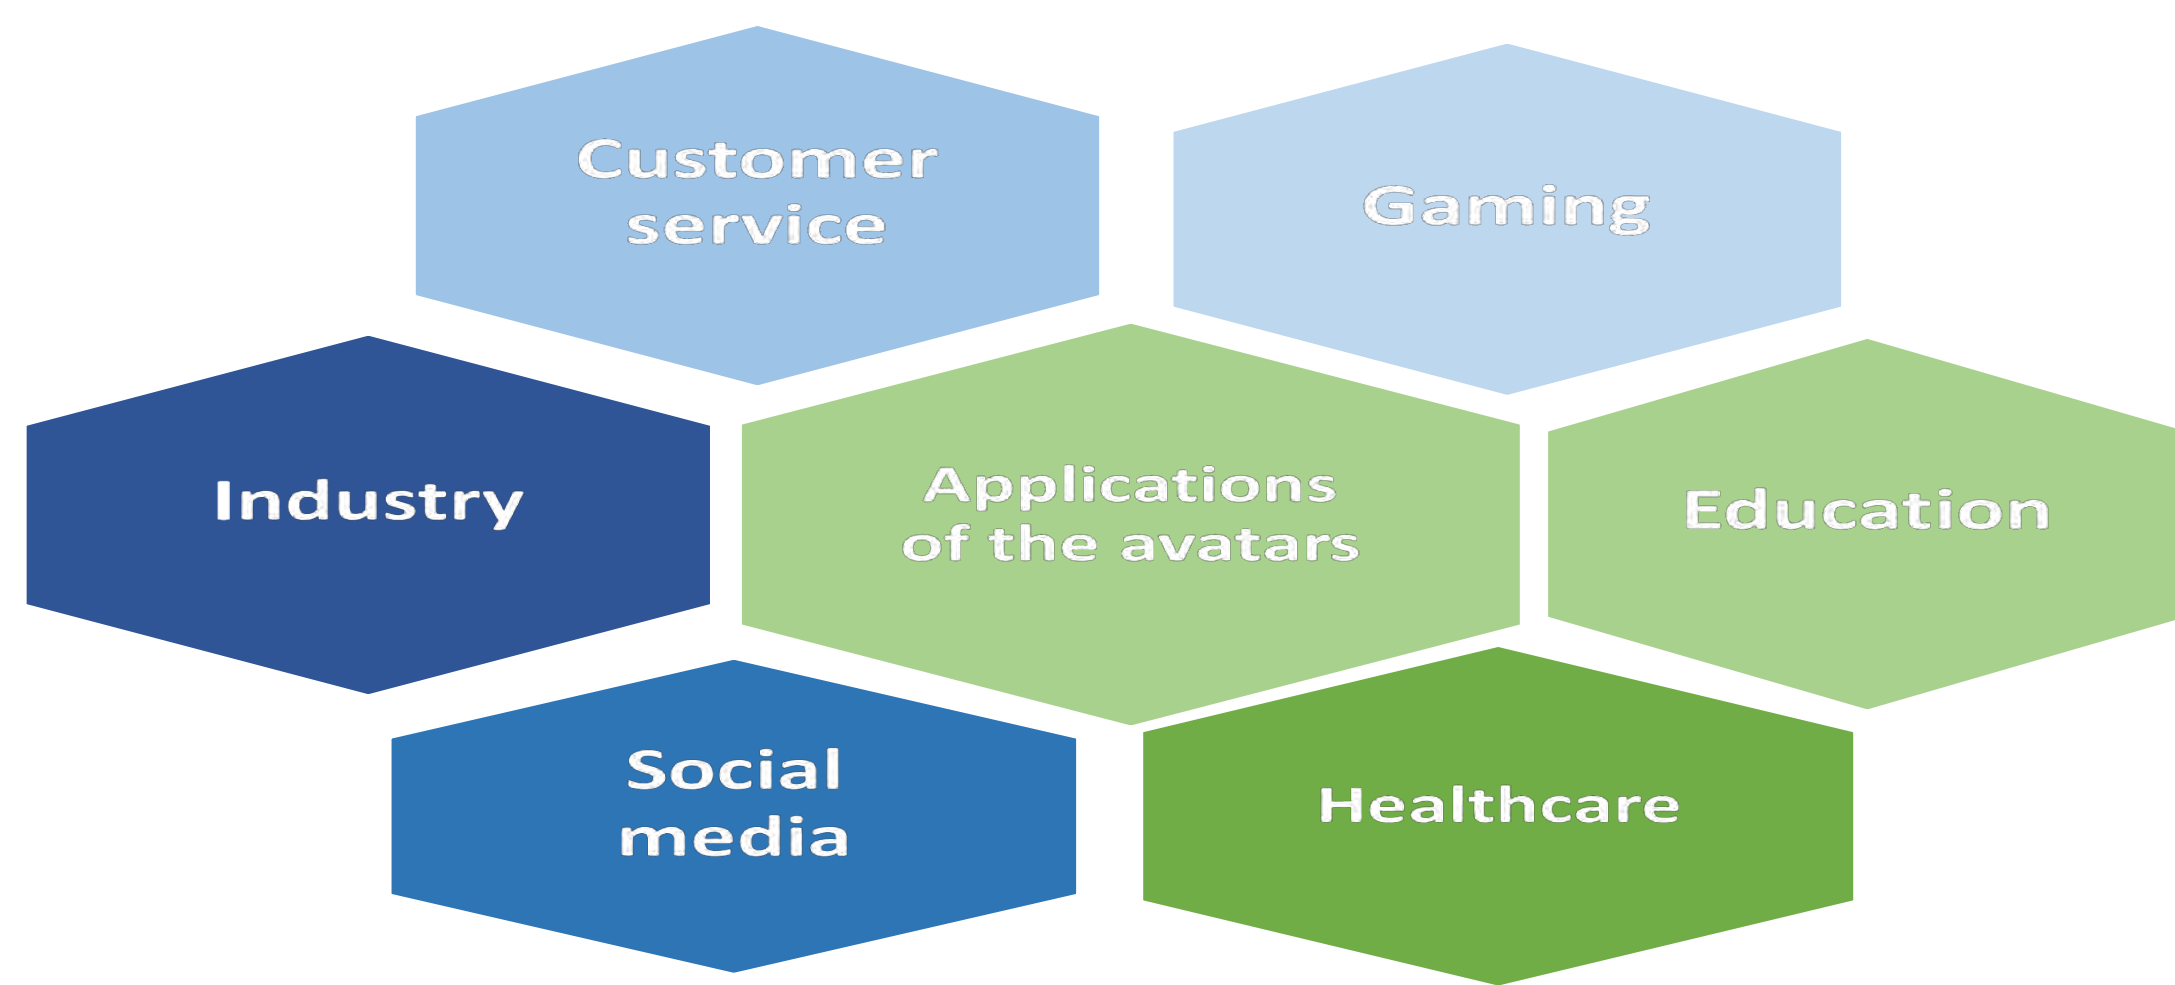 Customer
service
Gaming
Industry
Applications
of the avatars
Education
Social
media
Healthcare